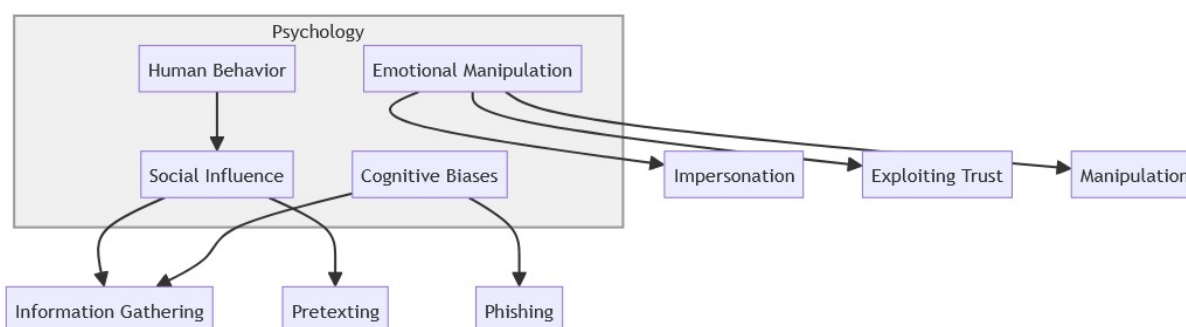 Psychology
Human Behavior
Emotional Manipulation
Social Influence
Cognitive Biases
Impersonation
Exploiting Trust
Manipulation
Information Gathering
Pretexting
Phishing